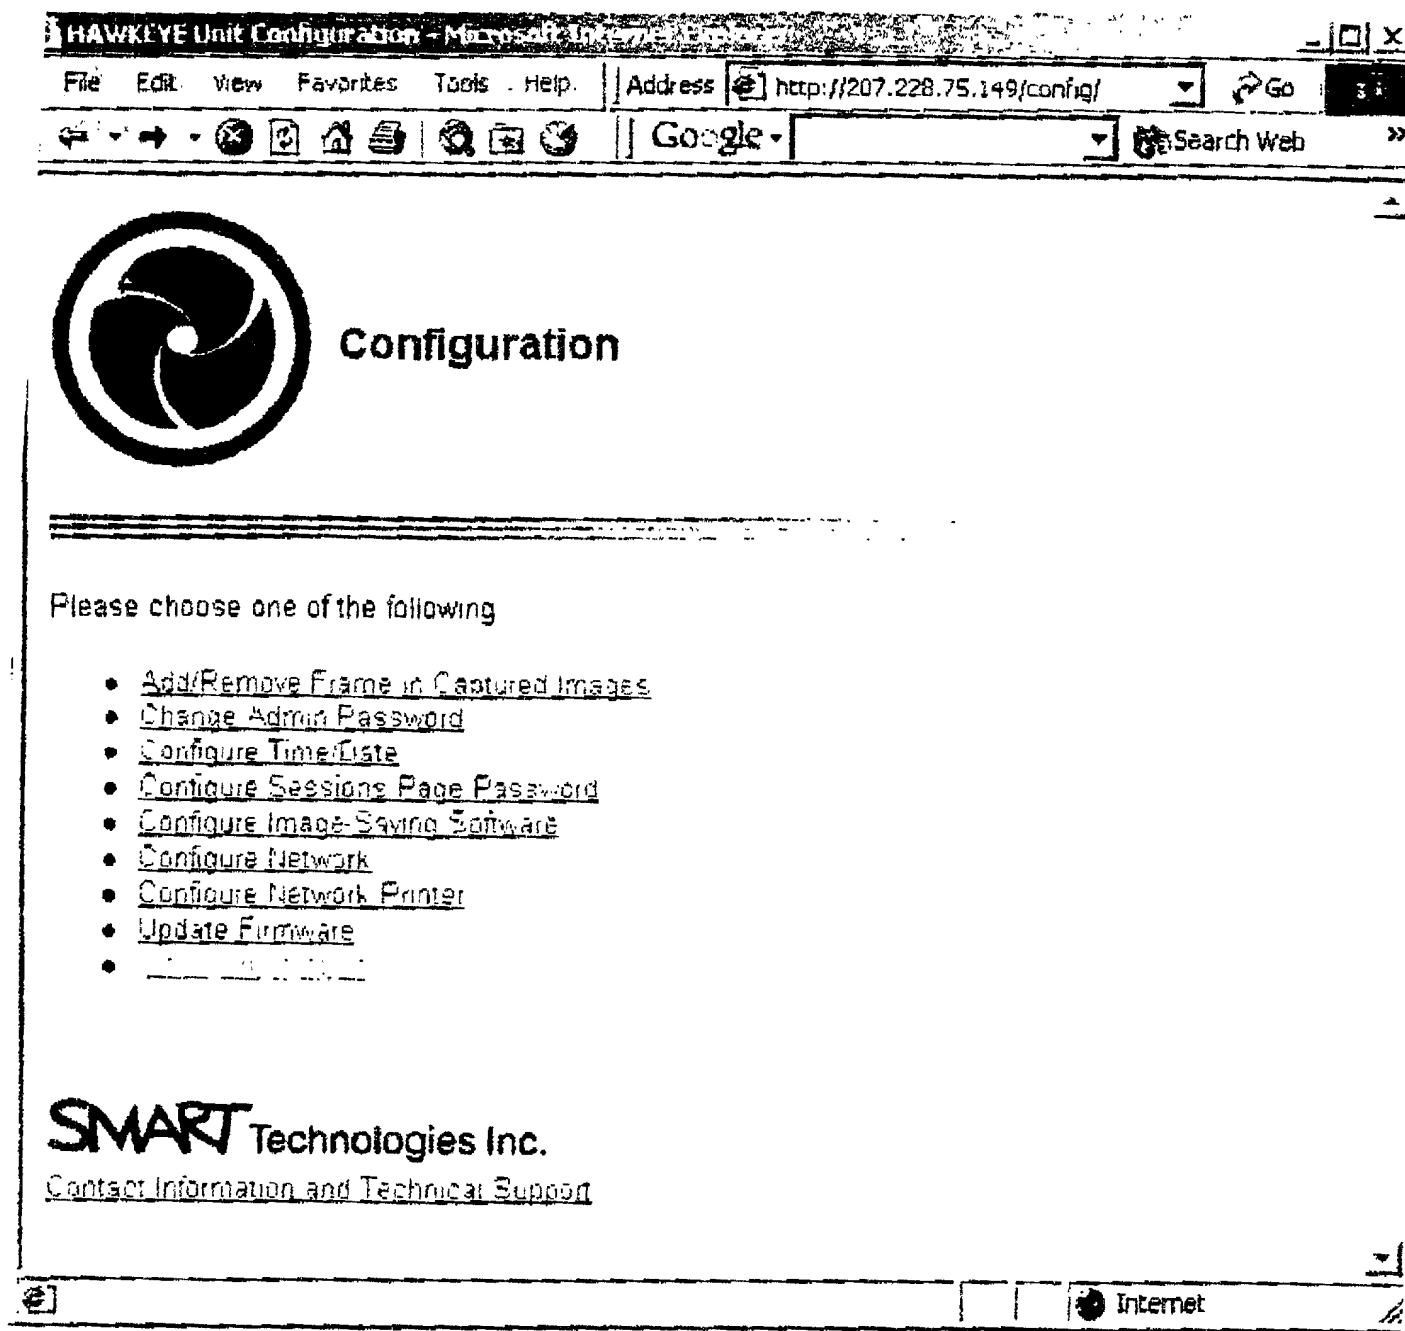 HAWKEYE Unit Configuration - Microsoft Internet Explorer
File Edit View Favorites Tools Help Address http://207.228.75.149/config/ Go
Google Search Web »
Configuration
Please choose one of the following
• Add/Remove Frame in Captured Images
• Change Admin Password
• Configure Time/Date
• Configure Sessions Page Password
• Configure Image-Saving Software
• Configure Network
• Configure Network Printer
• Update Firmware
SMART Technologies Inc.
Contact Information and Technical Support
Internet